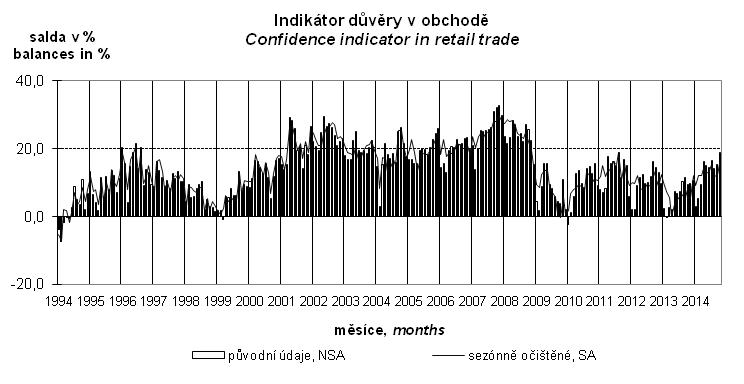 Indikátor důvěry v obchodě
Confidence indicator in retail trade
salda v %
balances in %
40,0
20,0
0,0
-20,0
1994 1995 1996 1997 1998 1999 2000 2001 2002 2003 2004 2005 2006 2007 2008 2009 2010 2011 2012 2013 2014
měsíce, months
původní údaje, NSA
sezónně očištěné, SA